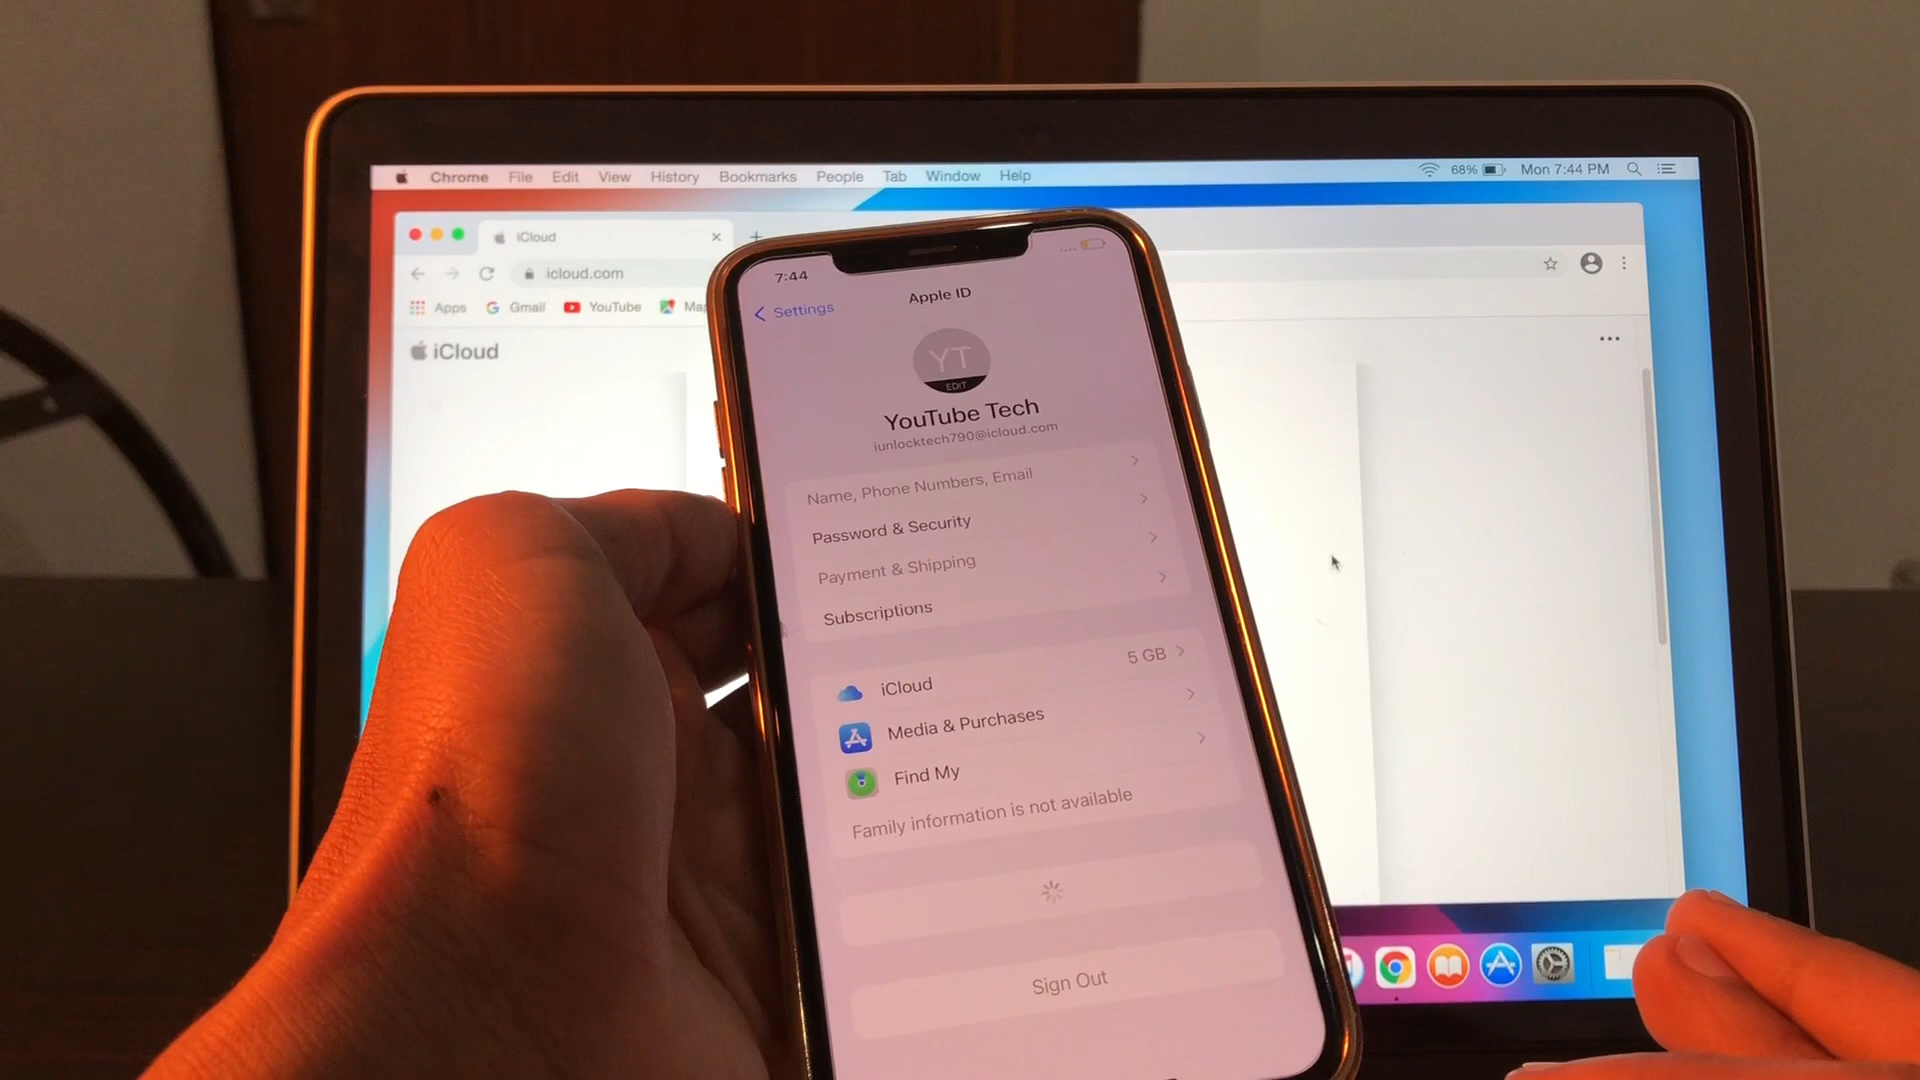 Chrome File Edit View History Bookmarks People Tab Window Help
68% Mon 7:44 PM
iCloud
icloud.com
Apps Gmail YouTube
iCloud
7:44
Settings
Apple ID
YT
EDIT
YouTube Tech
iunlocktech790@icloud.com
Name, Phone Numbers, Email
Password & Security
Payment & Shipping
Subscriptions
iCloud 5 GB
Media & Purchases
Find My
Family information is not available
Sign Out